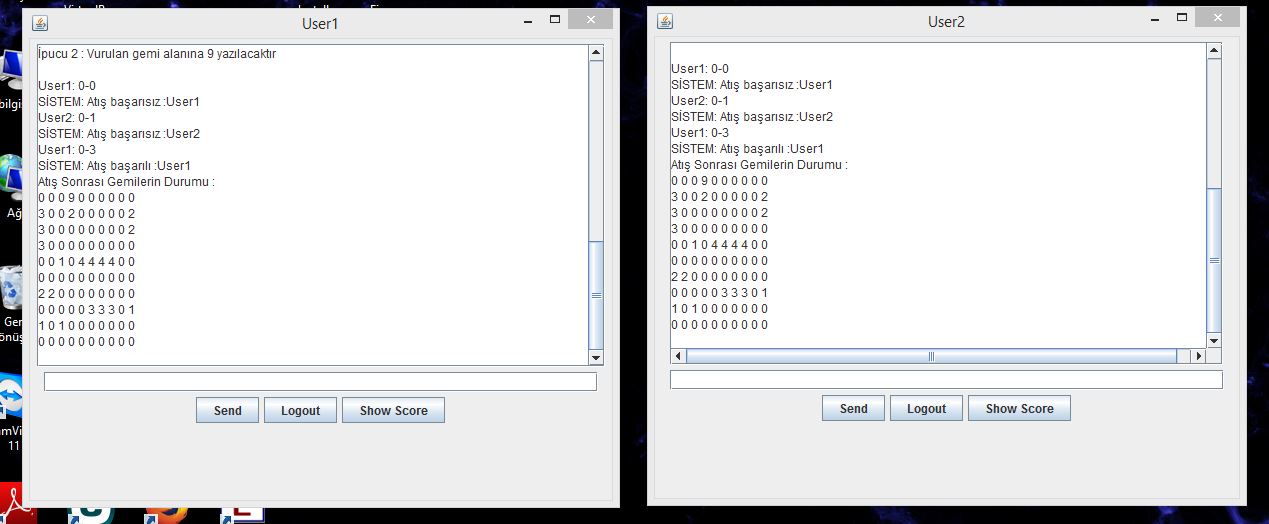 User1
İpucu 2 : Vurulan gemi alanına 9 yazılacaktır
User1: 0-0
SİSTEM: Atış başarısız :User1
User2: 0-1
SİSTEM: Atış başarısız :User2
User1: 0-3
SİSTEM: Atış başarılı :User1
Atış Sonrası Gemilerin Durumu :
0 0 0 9 0 0 0 0 0 0
3 0 0 2 0 0 0 0 0 2
3 0 0 0 0 0 0 0 0 2
3 0 0 0 0 0 0 0 0 0
0 0 1 0 4 4 4 4 0 0
0 0 0 0 0 0 0 0 0 0
2 2 0 0 0 0 0 0 0 0
0 0 0 0 0 3 3 3 0 1
1 0 1 0 0 0 0 0 0 0
0 0 0 0 0 0 0 0 0 0
Send Logout Show Score
User2
User1: 0-0
SİSTEM: Atış başarısız :User1
User2: 0-1
SİSTEM: Atış başarısız :User2
User1: 0-3
SİSTEM: Atış başarılı :User1
Atış Sonrası Gemilerin Durumu :
0 0 0 9 0 0 0 0 0 0
3 0 0 2 0 0 0 0 0 2
3 0 0 0 0 0 0 0 0 2
3 0 0 0 0 0 0 0 0 0
0 0 1 0 4 4 4 4 0 0
0 0 0 0 0 0 0 0 0 0
2 2 0 0 0 0 0 0 0 0
0 0 0 0 0 3 3 3 0 1
1 0 1 0 0 0 0 0 0 0
0 0 0 0 0 0 0 0 0 0
Send Logout Show Score
bilgis
Ağ
Ger
önüş
amVi
11